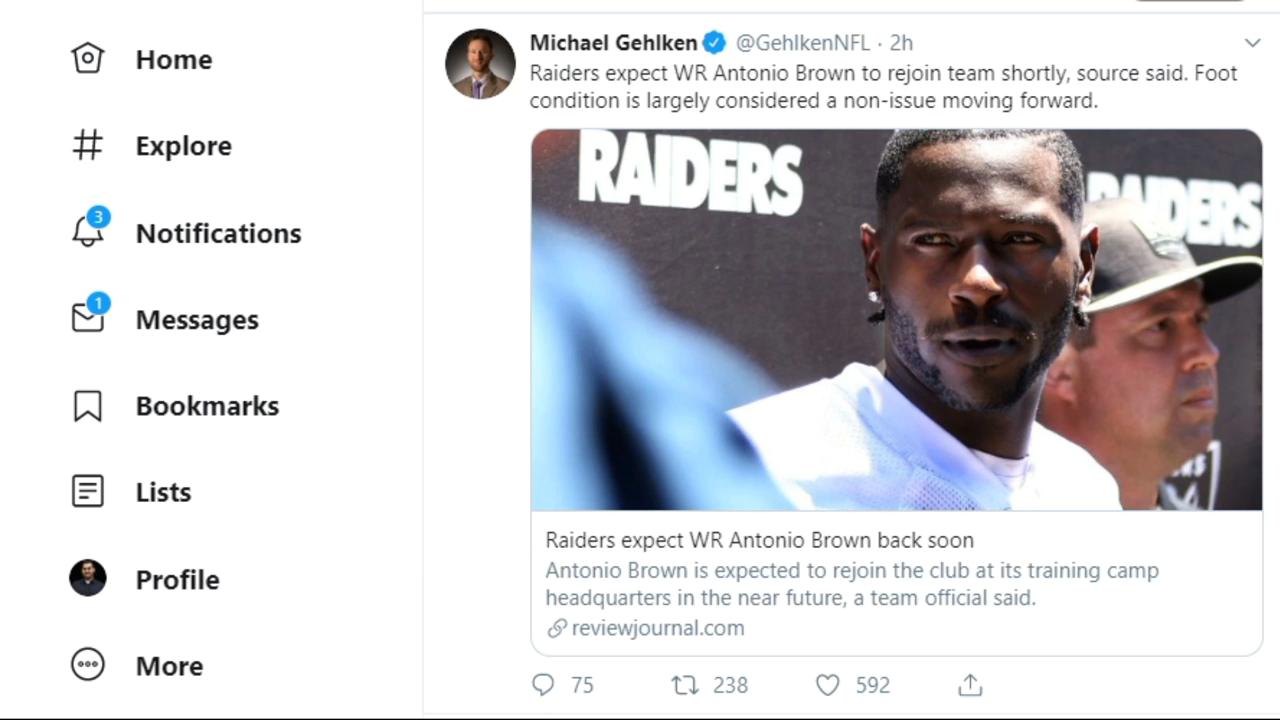 Home
Explore
3
Notifications
1
Messages
Bookmarks
Lists
Profile
More
Michael Gehlken @GehlkenNFL · 2h
Raiders expect WR Antonio Brown to rejoin team shortly, source said. Foot
condition is largely considered a non-issue moving forward.
RAIDERS
RAIDERS
Raiders expect WR Antonio Brown back soon
Antonio Brown is expected to rejoin the club at its training camp
headquarters in the near future, a team official said.
reviewjournal.com
75 238 592